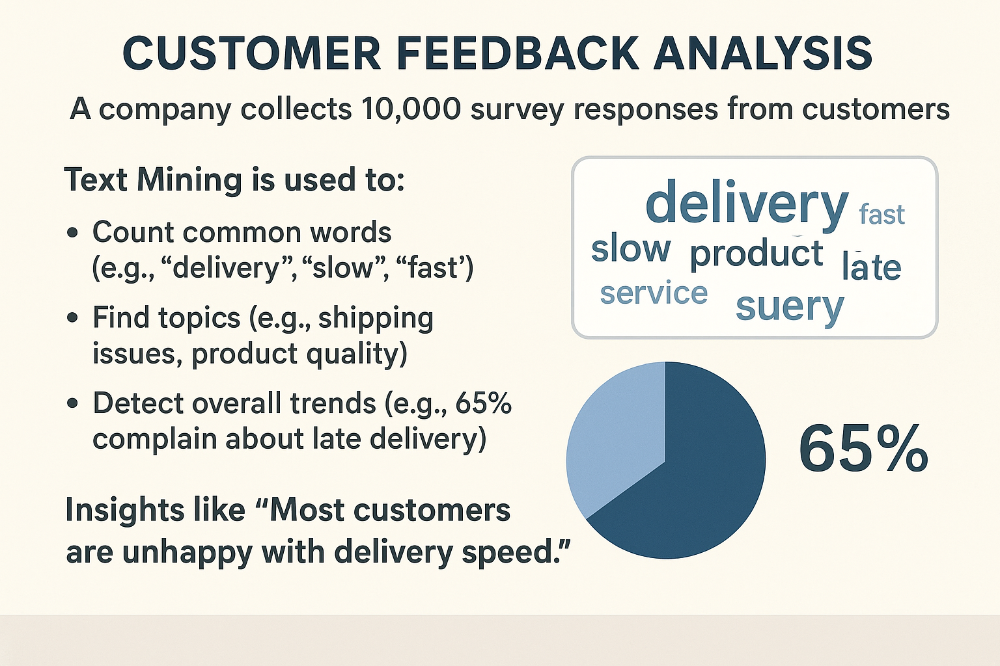 CUSTOMER FEEDBACK ANALYSIS
A company collects 10,000 survey responses from customers
Text Mining is used to:
• Count common words
(e.g., “delivery”, “slow”, “fast’)
• Find topics (e.g., shipping
issues, product quality)
• Detect overall trends (e.g., 65%
complain about late delivery)
Insights like “Most customers
are unhappy with delivery speed.”
delivery fast
slow product late
service suery
65%